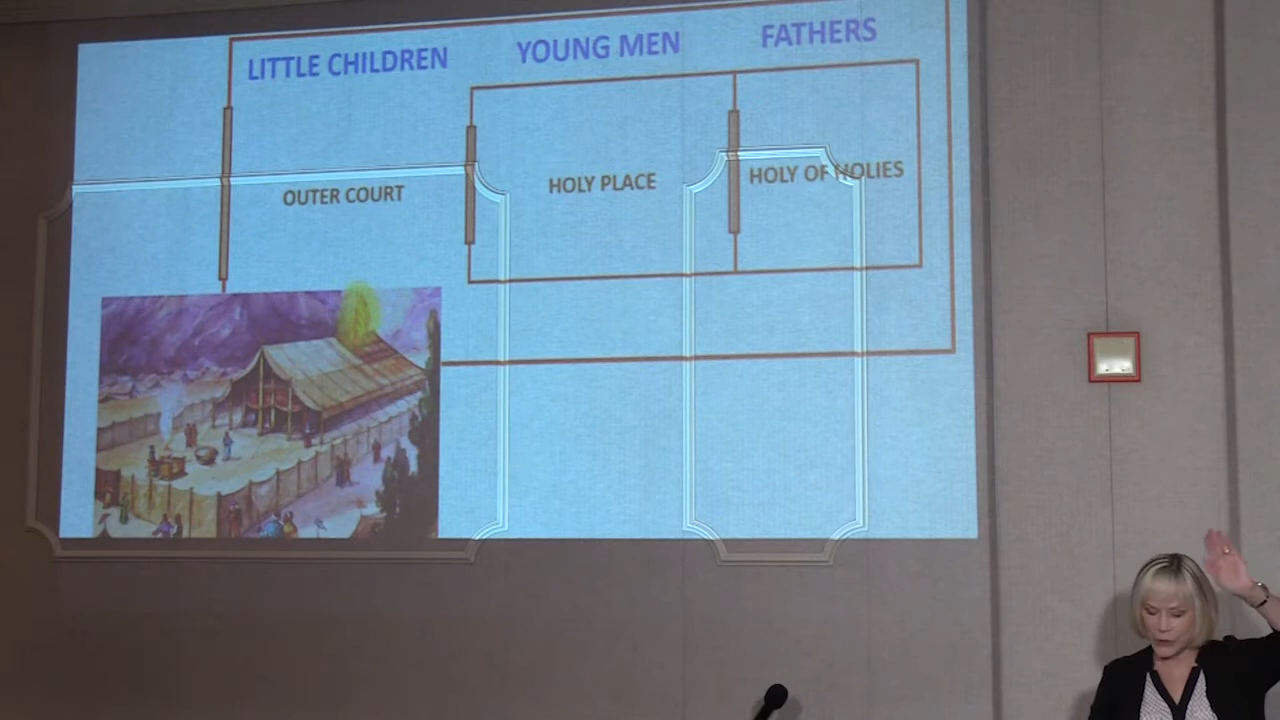 LITTLE CHILDREN
YOUNG MEN
FATHERS
OUTER COURT
HOLY PLACE
HOLY OF HOLIES